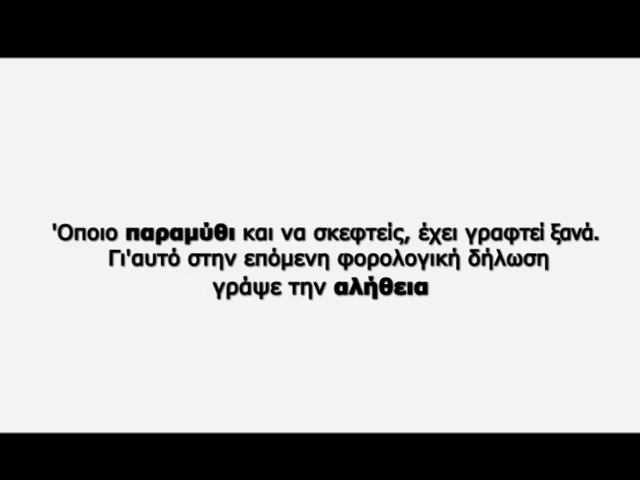 'Οποιο παραμύθι και να σκεφτείς, έχει γραφτεί ξανά.
Γι'αυτό στην επόμενη φορολογική δήλωση
γράψε την αλήθεια